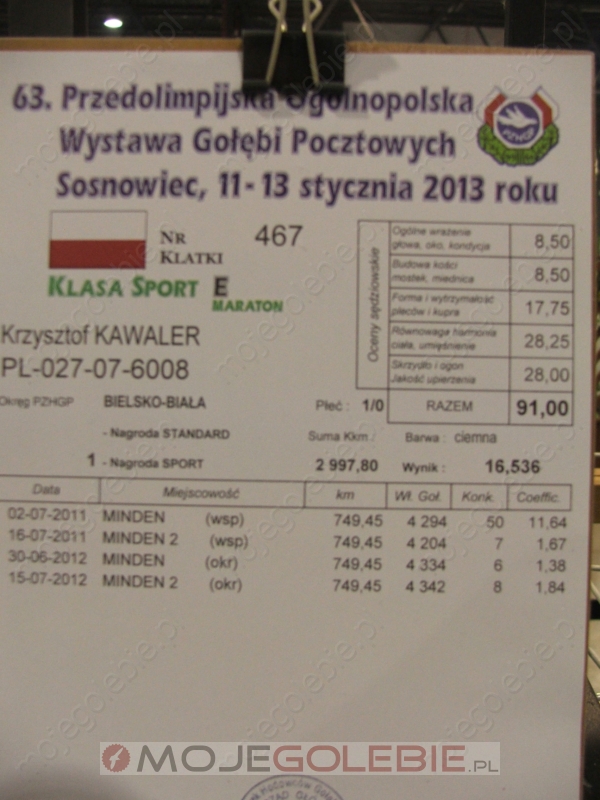 63. Przedolimpijska Ogólnopolska
Wystawa Gołębi Pocztowych
Sosnowiec, 11 - 13 stycznia 2013 roku
PZHGP
NR KLATKI 467
KLASA SPORT E
MARATON
Krzysztof KAWALER
PL-027-07-6008
Okręg PZHGP BIELSKO-BIAŁA
Oceny sędziowskie
Ogólne wrażenie
głowa, oko, kondycja 8,50
Budowa kości
mostek, miednica 8,50
Forma i wytrzymałość
pleców i kupra 17,75
Równowaga harmonia
ciała, umięśnienie 28,25
Skrzydło i ogon
Jakość upierzenia 28,00
Płeć : 1/0 RAZEM 91,00
- Nagroda STANDARD Suma Kkm : Barwa : ciemna
1 - Nagroda SPORT 2 997,80 Wynik : 16,536
Data Miejscowość km Wł. Goł. Konk. Coeffic.
02-07-2011 MINDEN (wsp) 749,45 4 294 50 11,64
16-07-2011 MINDEN 2 (wsp) 749,45 4 204 7 1,67
30-06-2012 MINDEN (okr) 749,45 4 334 6 1,38
15-07-2012 MINDEN 2 (okr) 749,45 4 342 8 1,84
MOJEGOLEBIE.PL